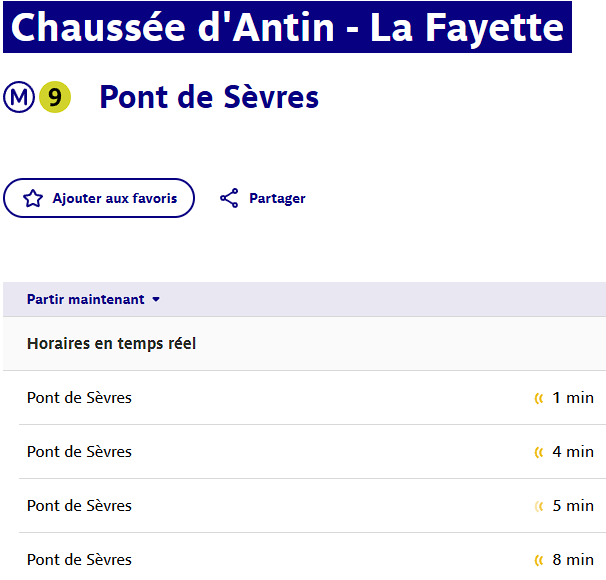 Chaussée d'Antin - La Fayette
M 9 Pont de Sèvres
Ajouter aux favoris Partager
Partir maintenant
Horaires en temps réel
Pont de Sèvres 1 min
Pont de Sèvres 4 min
Pont de Sèvres 5 min
Pont de Sèvres 8 min